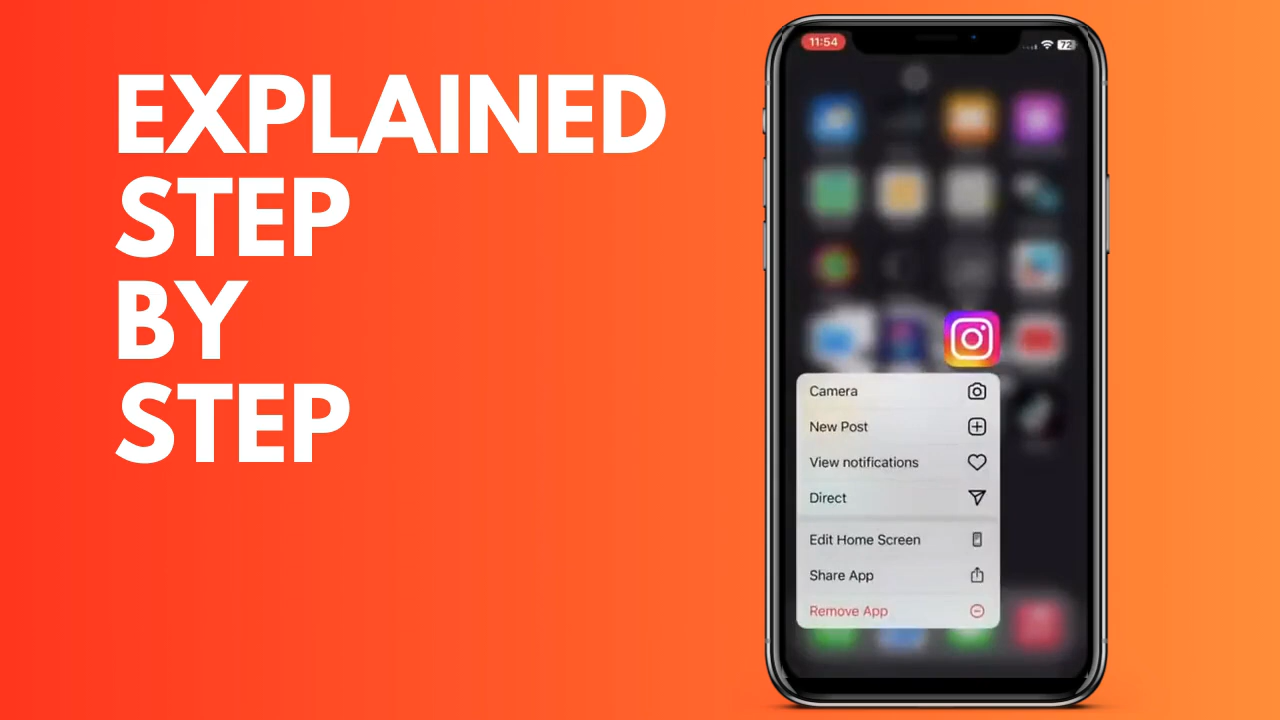 EXPLAINED
STEP
BY
STEP
11:54
72
Camera
New Post
View notifications
Direct
Edit Home Screen
Share App
Remove App